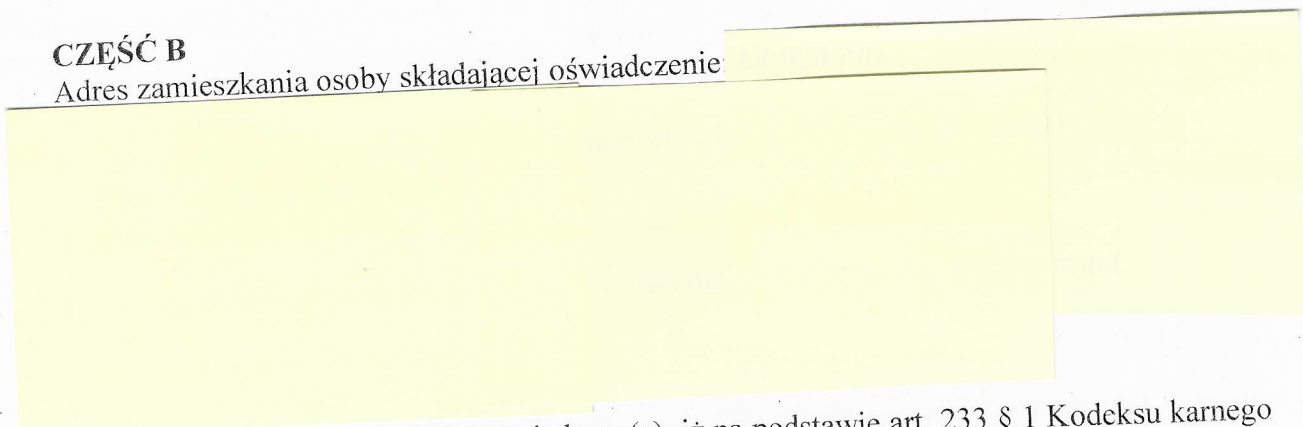 CZĘŚĆ B
Adres zamieszkania osoby składającej oświadczenie:
(a), iż na podstawie art. 233 § 1 Kodeksu karnego